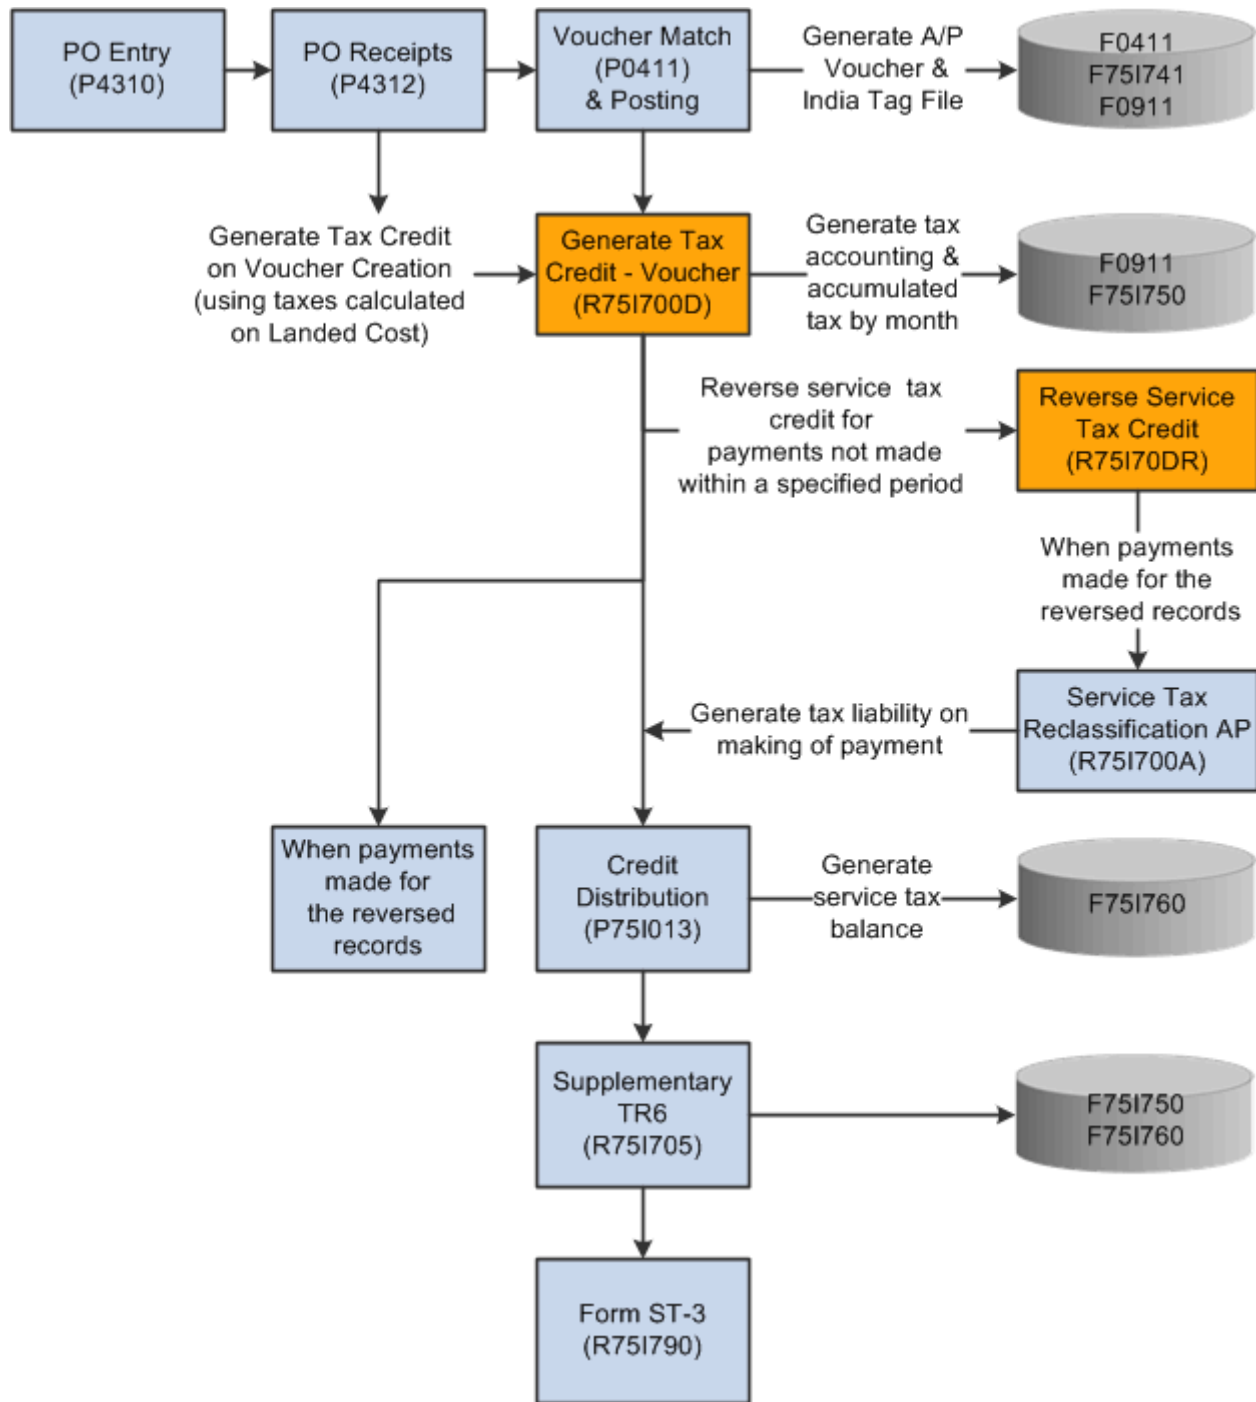 PO Entry
(P4310)
PO Receipts
(P4312)
Voucher Match
(P0411)
& Posting
Generate A/P
Voucher &
India Tag File
F0411
F75I741
F0911
Generate Tax Credit
on Voucher Creation
(using taxes calculated
on Landed Cost)
Generate Tax
Credit - Voucher
(R75I700D)
Generate tax
accounting &
accumulated
tax by month
F0911
F75I750
Reverse service tax
credit for
payments not made
within a specified period
Reverse Service
Tax Credit
(R75I70DR)
When payments
made for the
reversed records
Generate tax liability on
making of payment
Service Tax
Reclassification AP
(R75I700A)
When payments
made for
the reversed
records
Credit
Distribution
(P75I013)
Generate
service tax
balance
F75I760
Supplementary
TR6
(R75I705)
F75I750
F75I760
Form ST-3
(R75I790)